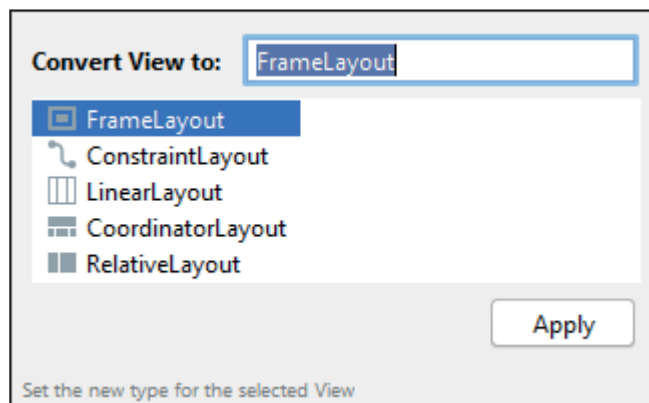 Convert View to: FrameLayout
FrameLayout
ConstraintLayout
LinearLayout
CoordinatorLayout
RelativeLayout
Apply
Set the new type for the selected View